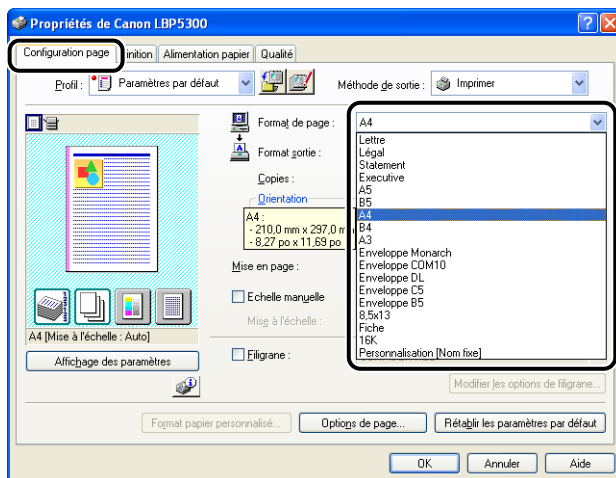 Propriétés de Canon LBP5300
Configuration page
inition
Alimentation papier
Qualité
Profil :
Paramètres par défaut
Méthode de sortie :
Imprimer
Format de page :
A4
Format sortie :
Copies :
Orientation
A4 :
- 210,0 mm x 297,0 m
- 8,27 po x 11,69 po
Mise en page :
Echelle manuelle
Mise à l'échelle :
Filigrane :
Lettre
Légal
Statement
Executive
A5
B5
A4
B4
A3
Enveloppe Monarch
Enveloppe COM10
Enveloppe DL
Enveloppe C5
Enveloppe B5
8,5x13
Fiche
16K
Personnalisation [Nom fixe]
A4 [Mise à l'échelle : Auto]
Affichage des paramètres
Modifier les options de filigrane...
Format papier personnalisé...
Options de page...
Rétablir les paramètres par défaut
OK
Annuler
Aide